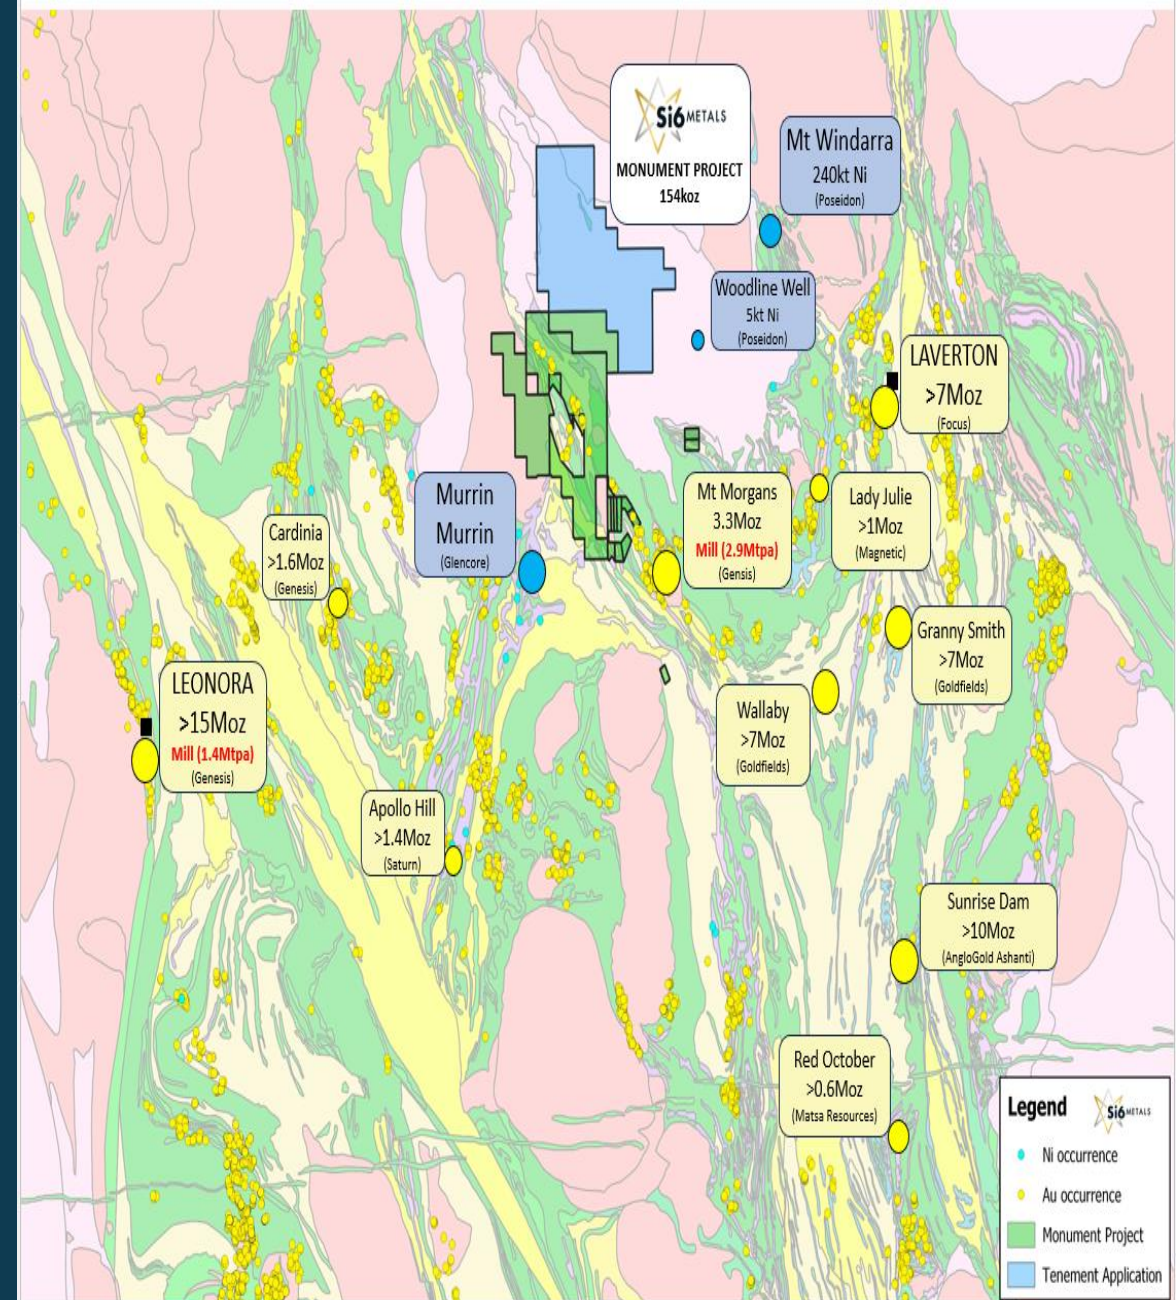 Si6 METALS
MONUMENT PROJECT
154koz
Mt Windarra
240kt Ni
(Poseidon)
Woodline Well
5kt Ni
(Poseidon)
LAVERTON
>7Moz
(Focus)
Murrin
Murrin
(Glencore)
Mt Morgans
3.3Moz
Mill (2.9Mtpa)
(Gensis)
Lady Julie
>1Moz
(Magnetic)
Cardinia
>1.6Moz
(Genesis)
Granny Smith
>7Moz
(Goldfields)
LEONORA
>15Moz
Mill (1.4Mtpa)
(Genesis)
Wallaby
>7Moz
(Goldfields)
Apollo Hill
>1.4Moz
(Saturn)
Sunrise Dam
>10Moz
(AngloGold Ashanti)
Red October
>0.6Moz
(Matsa Resources)
Legend
Si6 METALS
Ni occurrence
Au occurrence
Monument Project
Tenement Application